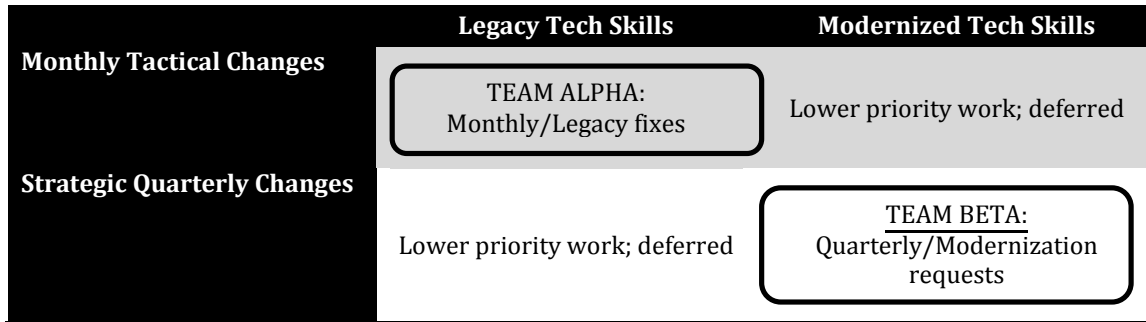 Legacy Tech Skills Modernized Tech Skills
Monthly Tactical Changes
TEAM ALPHA:
Monthly/Legacy fixes
Lower priority work; deferred
Strategic Quarterly Changes
Lower priority work; deferred
TEAM BETA:
Quarterly/Modernization
requests